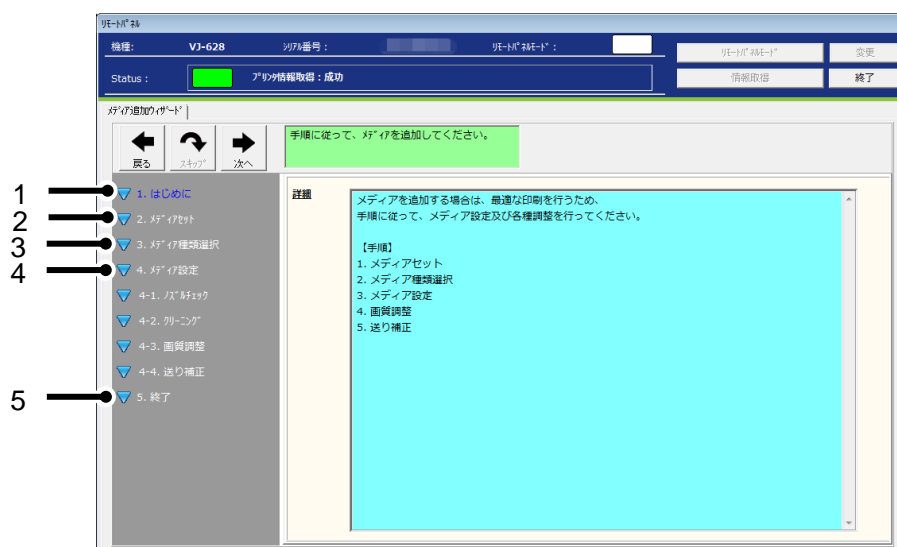 ﾘﾓｰﾄﾊﾟﾈﾙ
機種: VJ-628 ｼﾘｱﾙ番号： ﾘﾓｰﾄﾊﾟﾈﾙﾓｰﾄﾞ： ﾘﾓｰﾄﾊﾟﾈﾙﾓｰﾄﾞ 変更
Status： ﾌﾟﾘﾝﾀ情報取得：成功 情報取得 終了
ﾒﾃﾞｨｱ追加ｳｨｻﾞｰﾄﾞ
戻る ｽｷｯﾌﾟ 次へ
手順に従って、ﾒﾃﾞｨｱを追加してください。
1 1. はじめに
2 2. ﾒﾃﾞｨｱｾｯﾄ
3 3. ﾒﾃﾞｨｱ種類選択
4 4. ﾒﾃﾞｨｱ設定
4-1. ﾉｽﾞﾙﾁｪｯｸ
4-2. ｸﾘｰﾆﾝｸﾞ
4-3. 画質調整
4-4. 送り補正
5 5. 終了
詳細
メディアを追加する場合は、最適な印刷を行うため、
手順に従って、メディア設定及び各種調整を行ってください。
【手順】
1. メディアセット
2. メディア種類選択
3. メディア設定
4. 画質調整
5. 送り補正